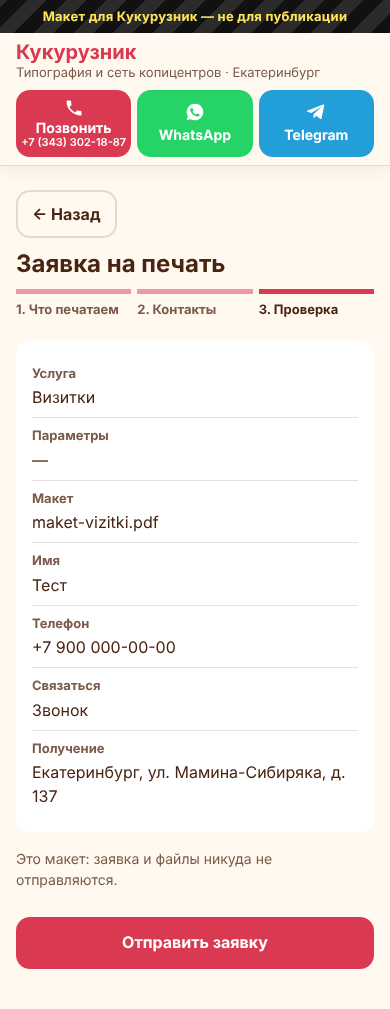 Макет для Кукурузник — не для публикации
Кукурузник
Типография и сеть копицентров · Екатеринбург
Позвонить
+7 (343) 302-18-87
WhatsApp
Telegram
← Назад
Заявка на печать
1. Что печатаем
2. Контакты
3. Проверка
Услуга
Визитки
Параметры
—
Макет
maket-vizitki.pdf
Имя
Тест
Телефон
+7 900 000-00-00
Связаться
Звонок
Получение
Екатеринбург, ул. Мамина-Сибиряка, д.
137
Это макет: заявка и файлы никуда не
отправляются.
Отправить заявку